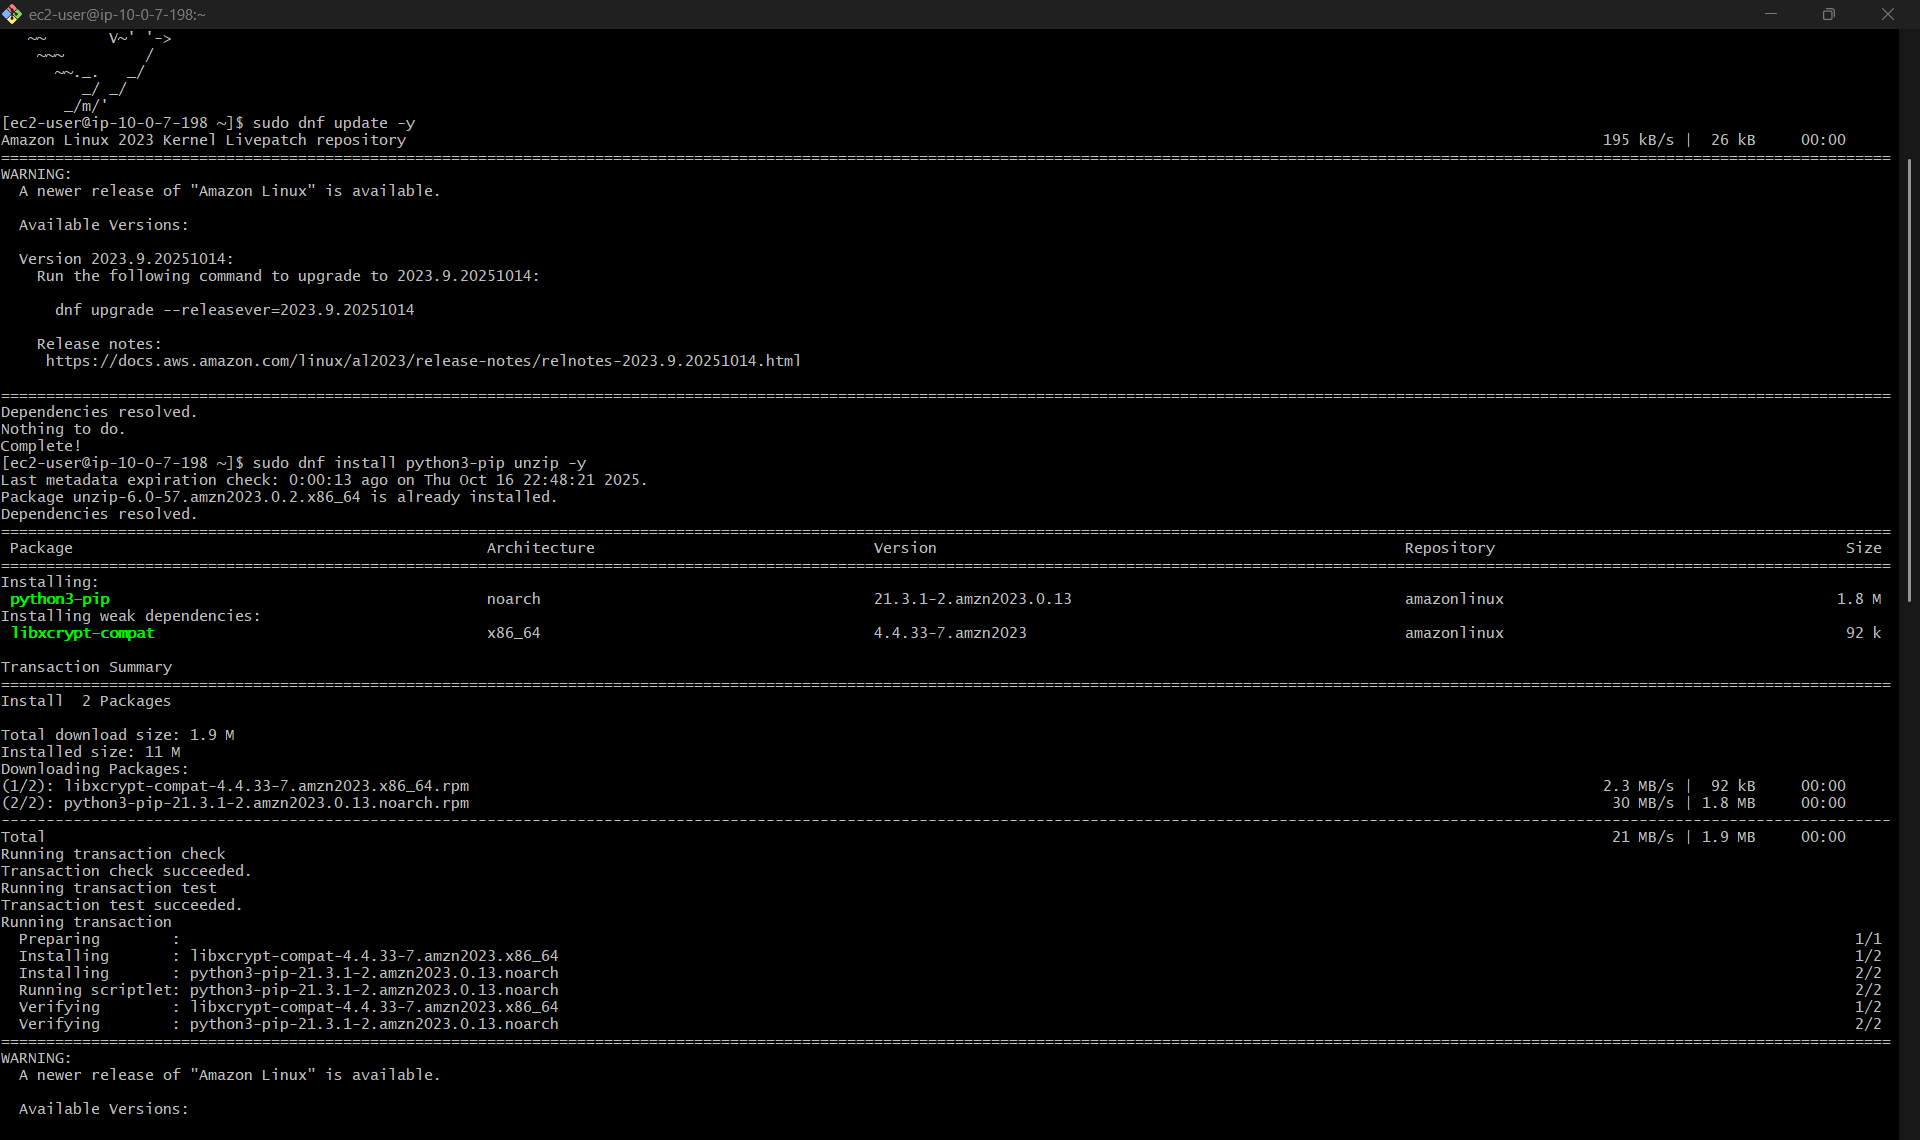 ec2-user@ip-10-0-7-198:~
~~       V~' '->
~~~         /
~~._.   _/
_/ _/
_/m/'
[ec2-user@ip-10-0-7-198 ~]$ sudo dnf update -y
Amazon Linux 2023 Kernel Livepatch repository 195 kB/s | 26 kB 00:00
WARNING:
A newer release of "Amazon Linux" is available.
Available Versions:
Version 2023.9.20251014:
Run the following command to upgrade to 2023.9.20251014:
dnf upgrade --releasever=2023.9.20251014
Release notes:
https://docs.aws.amazon.com/linux/al2023/release-notes/relnotes-2023.9.20251014.html
Dependencies resolved.
Nothing to do.
Complete!
[ec2-user@ip-10-0-7-198 ~]$ sudo dnf install python3-pip unzip -y
Last metadata expiration check: 0:00:13 ago on Thu Oct 16 22:48:21 2025.
Package unzip-6.0-57.amzn2023.0.2.x86_64 is already installed.
Dependencies resolved.
Package Architecture Version Repository Size
Installing:
python3-pip noarch 21.3.1-2.amzn2023.0.13 amazonlinux 1.8 M
Installing weak dependencies:
libxcrypt-compat x86_64 4.4.33-7.amzn2023 amazonlinux 92 k
Transaction Summary
Install  2 Packages
Total download size: 1.9 M
Installed size: 11 M
Downloading Packages:
(1/2): libxcrypt-compat-4.4.33-7.amzn2023.x86_64.rpm 2.3 MB/s | 92 kB 00:00
(2/2): python3-pip-21.3.1-2.amzn2023.0.13.noarch.rpm 30 MB/s | 1.8 MB 00:00
Total 21 MB/s | 1.9 MB 00:00
Running transaction check
Transaction check succeeded.
Running transaction test
Transaction test succeeded.
Running transaction
Preparing : 1/1
Installing : libxcrypt-compat-4.4.33-7.amzn2023.x86_64 1/2
Installing : python3-pip-21.3.1-2.amzn2023.0.13.noarch 2/2
Running scriptlet: python3-pip-21.3.1-2.amzn2023.0.13.noarch 2/2
Verifying : libxcrypt-compat-4.4.33-7.amzn2023.x86_64 1/2
Verifying : python3-pip-21.3.1-2.amzn2023.0.13.noarch 2/2
WARNING:
A newer release of "Amazon Linux" is available.
Available Versions: